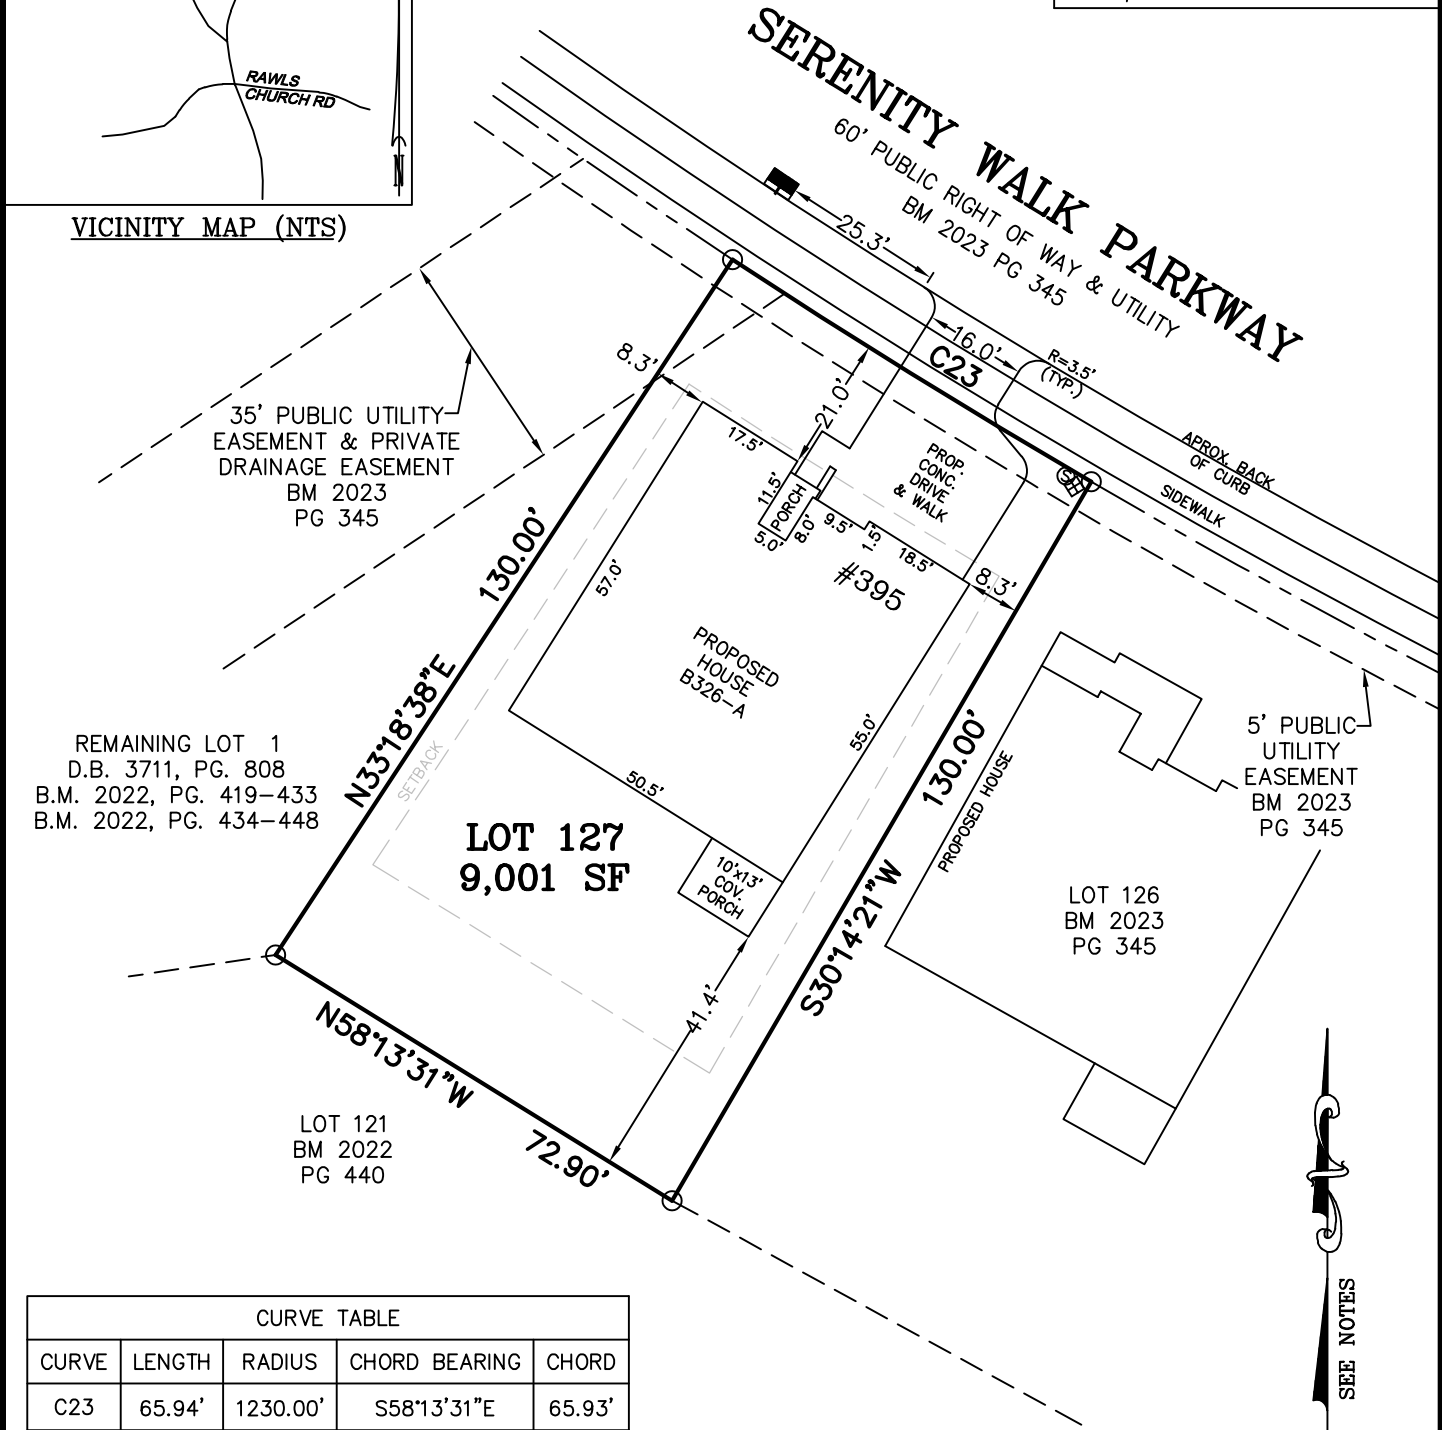 RAWLS
CHURCH RD
N
VICINITY MAP (NTS)
SERENITY WALK PARKWAY
60' PUBLIC RIGHT OF WAY & UTILITY
BM 2023 PG 345
25.3'
16.0'
C23
R=3.5'
(TYP.)
APROX. BACK
OF CURB
SIDEWALK
8.3'
21.0'
17.5'
35' PUBLIC UTILITY
EASEMENT & PRIVATE
DRAINAGE EASEMENT
BM 2023
PG 345
PROP.
CONC.
DRIVE
& WALK
S
11.5'
PORCH
8.0'
5.0'
9.5'
1.5'
18.5'
8.3'
#395
130.00'
N33°18'38"E
57.0'
PROPOSED
HOUSE
B326-A
55.0'
50.5'
SETBACK
REMAINING LOT 1
D.B. 3711, PG. 808
B.M. 2022, PG. 419-433
B.M. 2022, PG. 434-448
LOT 127
9,001 SF
10'x13'
COV.
PORCH
130.00'
S30°14'21"W
PROPOSED HOUSE
5' PUBLIC
UTILITY
EASEMENT
BM 2023
PG 345
LOT 126
BM 2023
PG 345
41.4'
N58°13'31"W
72.90'
LOT 121
BM 2022
PG 440
SEE NOTES
CURVE TABLE
CURVE LENGTH RADIUS CHORD BEARING CHORD
C23 65.94' 1230.00' S58°13'31"E 65.93'